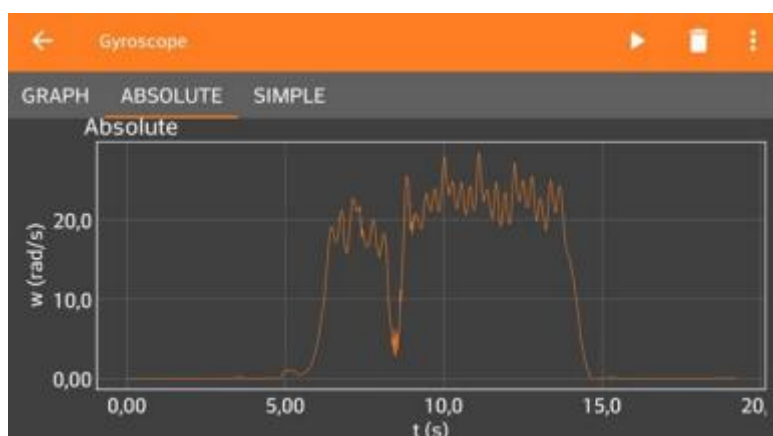 Gyroscope
GRAPH ABSOLUTE SIMPLE
Absolute
w (rad/s)
20,0
10,0
0,00
0,00 5,00 10,0 15,0 20,
t (s)